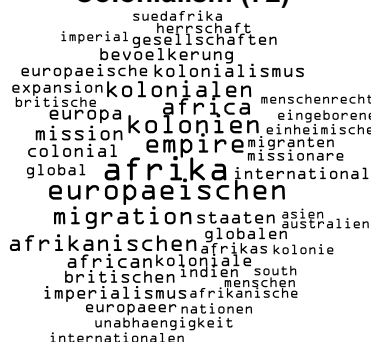 suedafrika
herrschaft
imperial gesellschaften
bevoelkerung
europaeische kolonialismus
expansion kolonialen
britische africa menschenrecht
europa eingeborene
mission kolonien einheimische
empire migranten
colonial missionare
global afrika international
europaeischen
migration staaten asien
australien
globalen
afrikanischen afrikas kolonie
african koloniale
britischen indien south
menschen
imperialismus afrikanische
europaeer nationen
unabhaengigkeit
internationalen